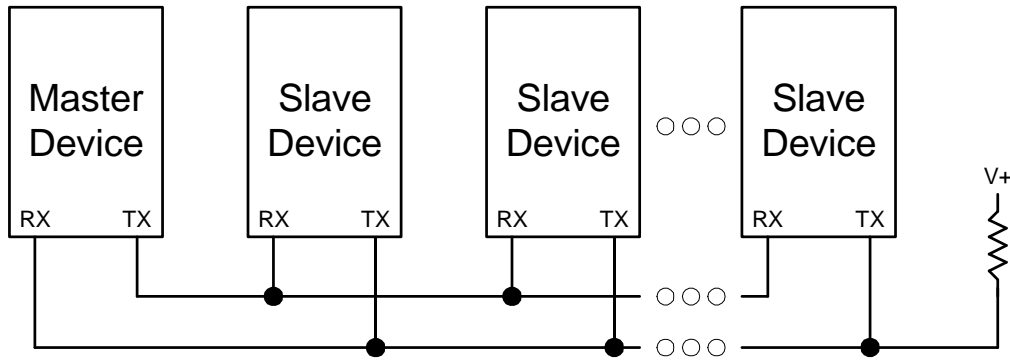 Master
Device
Slave
Device
Slave
Device
Slave
Device
RX TX
RX TX
RX TX
RX TX
V+